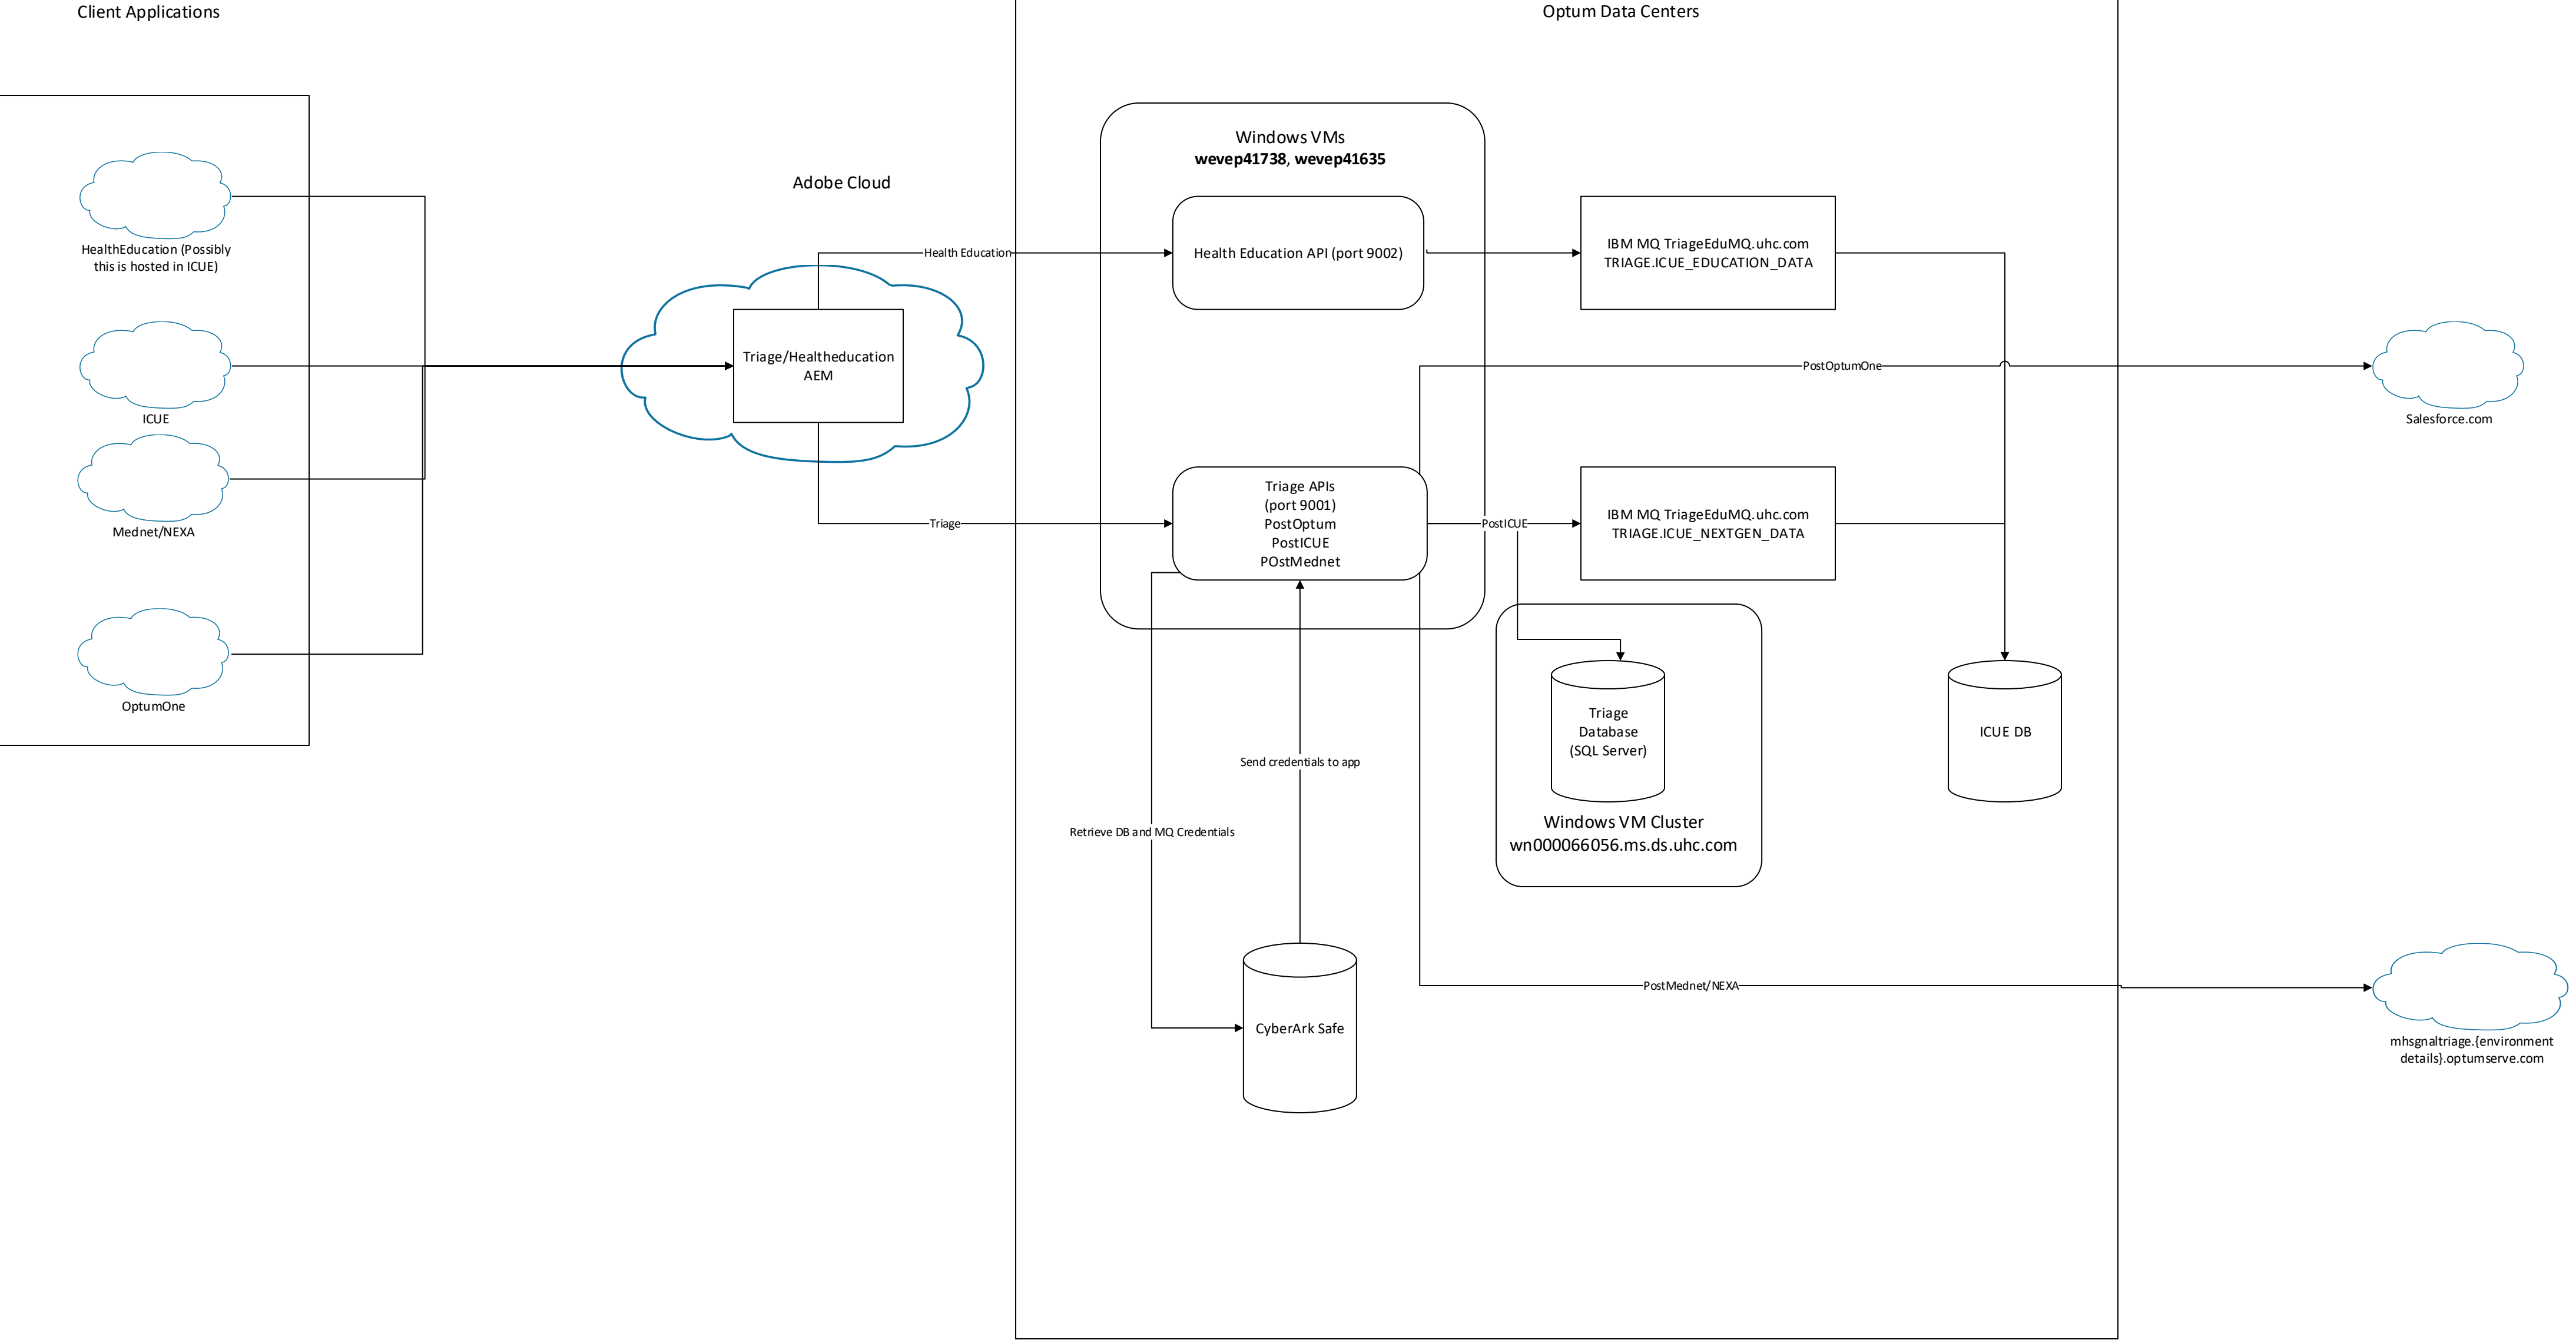 Client Applications
Optum Data Centers
HealthEducation (Possibly
this is hosted in ICUE)
ICUE
Mednet/NEXA
OptumOne
Adobe Cloud
Triage/Healtheducation
AEM
Health Education
Triage
Windows VMs
wevep41738, wevep41635
Health Education API (port 9002)
Triage APIs
(port 9001)
PostOptum
PostICUE
POstMednet
IBM MQ TriageEduMQ.uhc.com
TRIAGE.ICUE_EDUCATION_DATA
PostOptumOne
PostICUE
IBM MQ TriageEduMQ.uhc.com
TRIAGE.ICUE_NEXTGEN_DATA
Triage
Database
(SQL Server)
Windows VM Cluster
wn000066056.ms.ds.uhc.com
ICUE DB
Send credentials to app
Retrieve DB and MQ Credentials
CyberArk Safe
PostMednet/NEXA
Salesforce.com
mhsgnaltriage.{environment
details}.optumserve.com